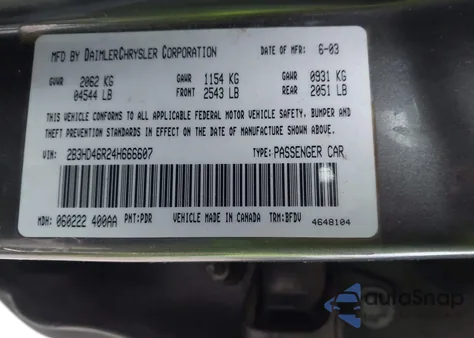 MFD BY DAIMLERCHRYSLER CORPORATION DATE OF MFR: 6-03
GVWR 2062 KG GAWR 1154 KG GAWR 0931 KG
04544 LB FRONT 2543 LB REAR 2051 LB
THIS VEHICLE CONFORMS TO ALL APPLICABLE FEDERAL MOTOR VEHICLE SAFETY, BUMPER AND
THEFT PREVENTION STANDARDS IN EFFECT ON THE DATE OF MANUFACTURE SHOWN ABOVE.
VIN: 2B3HD46R24H666607 TYPE: PASSENGER CAR
MDH: 060222 400AA PNT: PDR VEHICLE MADE IN CANADA TRM: BFDV 4648104
autoSnap